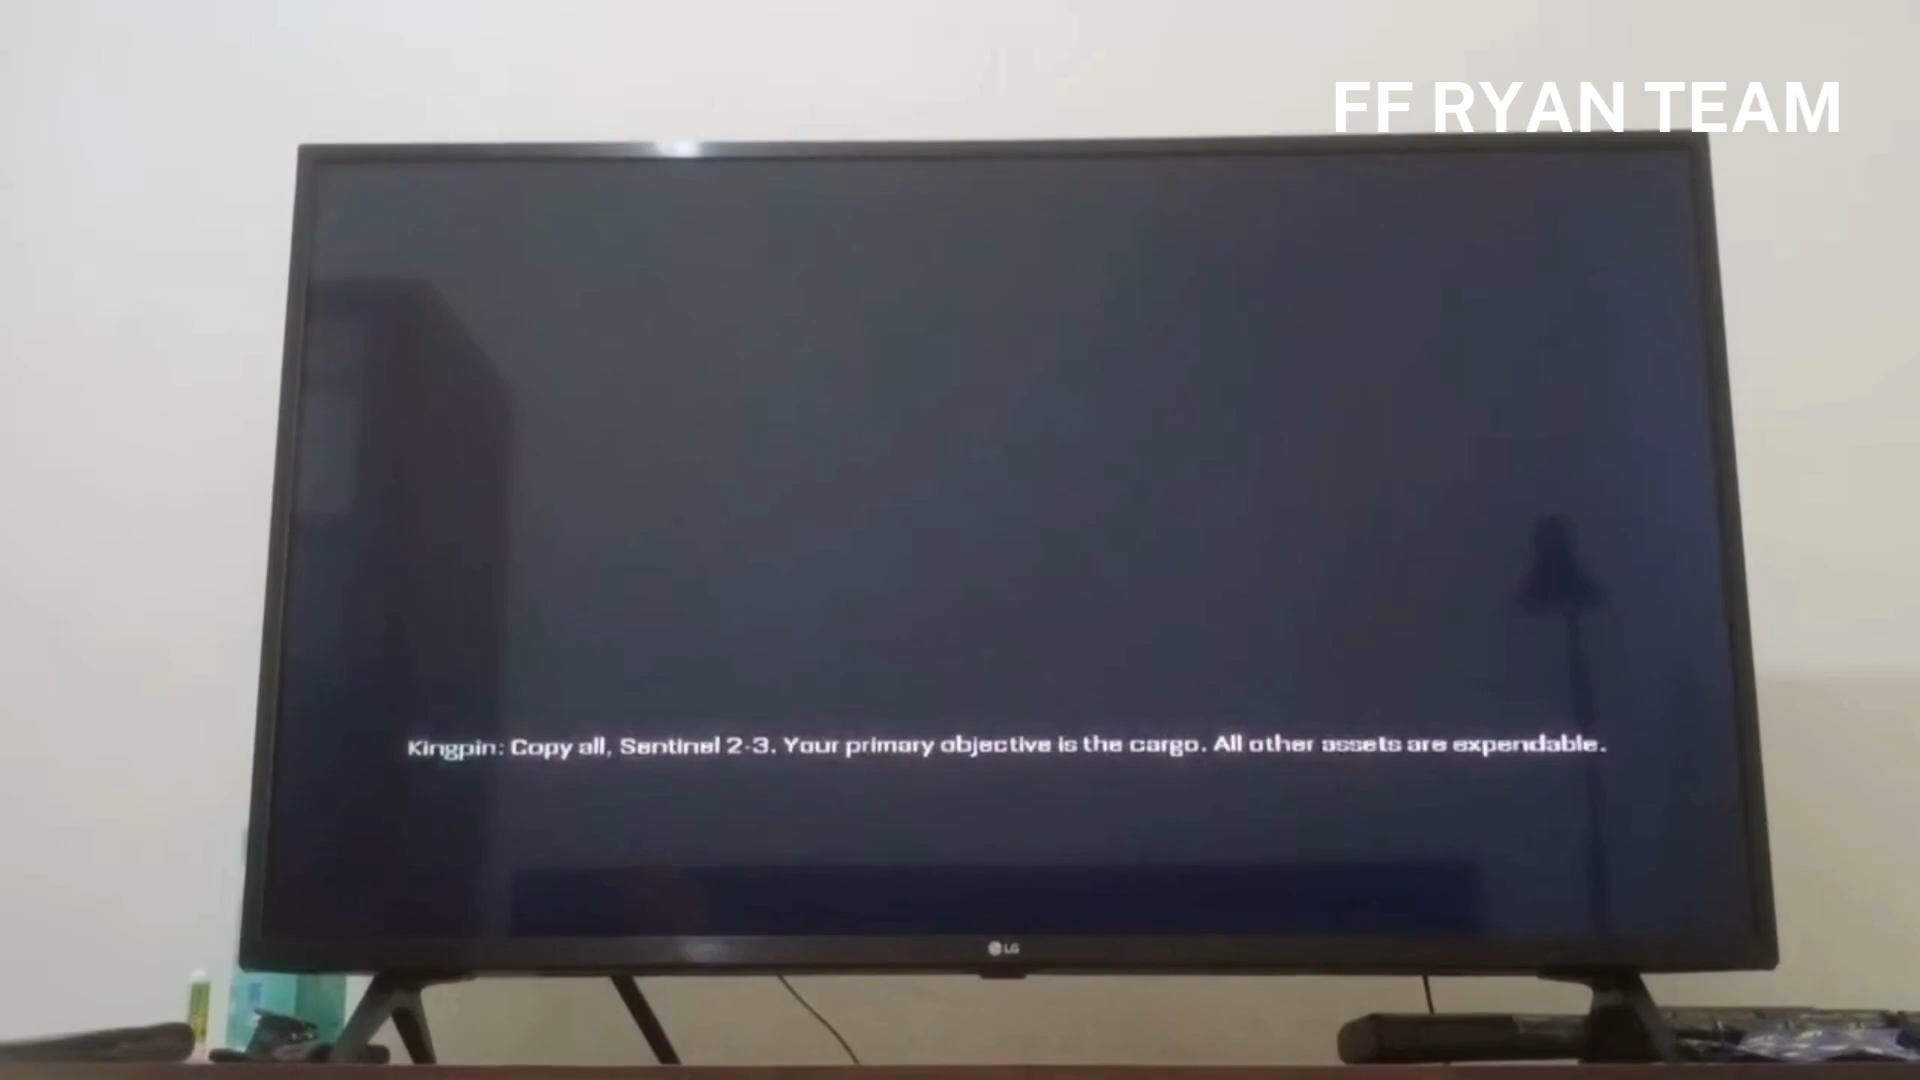 FF RYAN TEAM
Kingpin: Copy all, Sentinel 2-3. Your primary objective is the cargo. All other assets are expendable.
LG